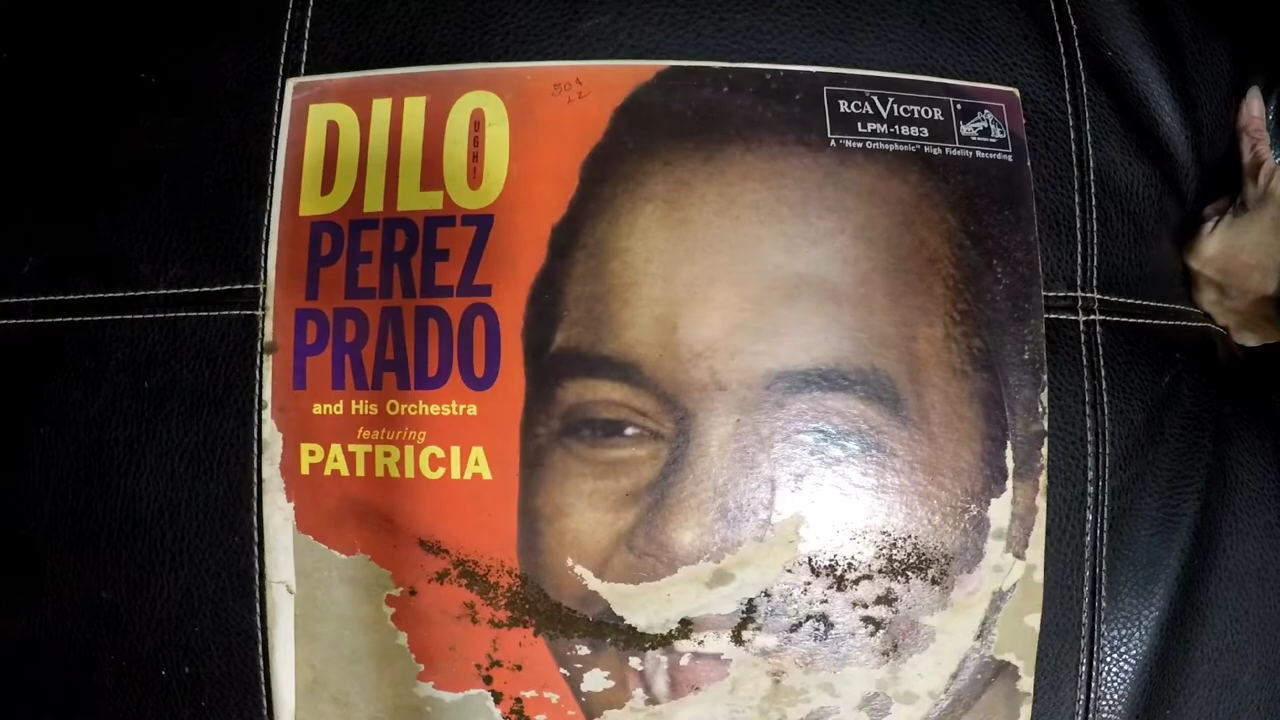 DILO
UGH!
PEREZ
PRADO
and His Orchestra
featuring
PATRICIA
RCA VICTOR
LPM-1883
A "New Orthophonic" High Fidelity Recording